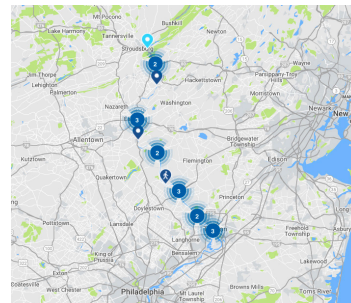 Bushkill
Mt Pocono
Lake Harmony
Tannersville
Newton
Stroudsburg
Wayne
2
Jim Thorpe
Parsippany-Troy
Hills
Lehighton
Hackettstown
Palmerton
Morristown
Washington
Newark
Nazareth
3
Allentown
Bridgewater
Township
Edison
2
Kutztown
Flemington
Quakertown
3
Princeton
Doylestown
Pottstown
2
Lansdale
3
Freehold
Township
Langhorne
Lakewood
King of
Prussia
Bensalem
Exton
Coatesville
West Chester
Philadelphia
Mt Laurel
Township
Browns Mills
Toms River